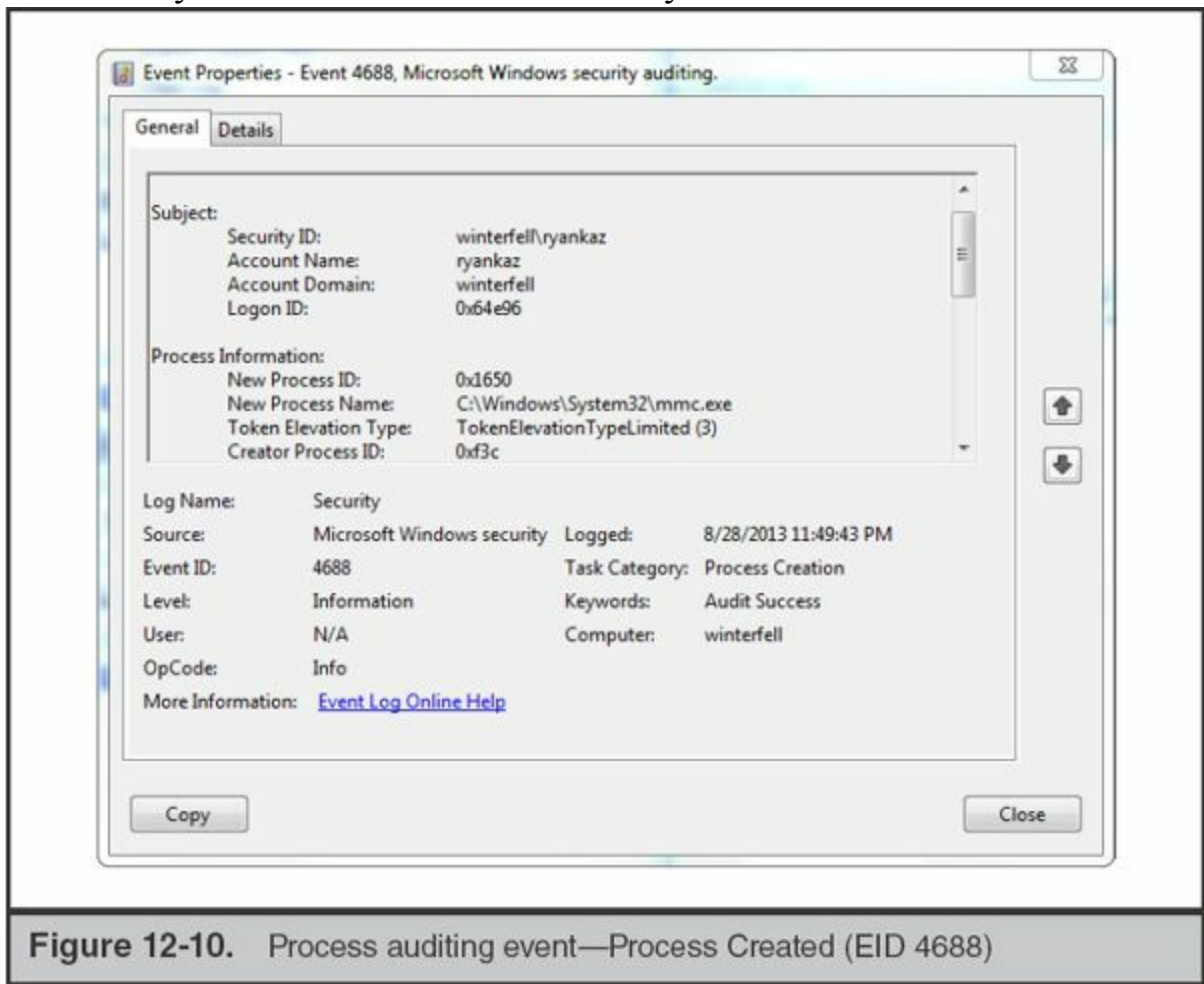 Event Properties - Event 4688, Microsoft Windows security auditing.
General Details
Subject:
Security ID: winterfell\ryankaz
Account Name: ryankaz
Account Domain: winterfell
Logon ID: 0x64e96
Process Information:
New Process ID: 0x1650
New Process Name: C:\Windows\System32\mmc.exe
Token Elevation Type: TokenElevationTypeLimited (3)
Creator Process ID: 0xf3c
Log Name: Security
Source: Microsoft Windows security Logged: 8/28/2013 11:49:43 PM
Event ID: 4688 Task Category: Process Creation
Level: Information Keywords: Audit Success
User: N/A Computer: winterfell
OpCode: Info
More Information: Event Log Online Help
Copy Close
Figure 12-10. Process auditing event—Process Created (EID 4688)